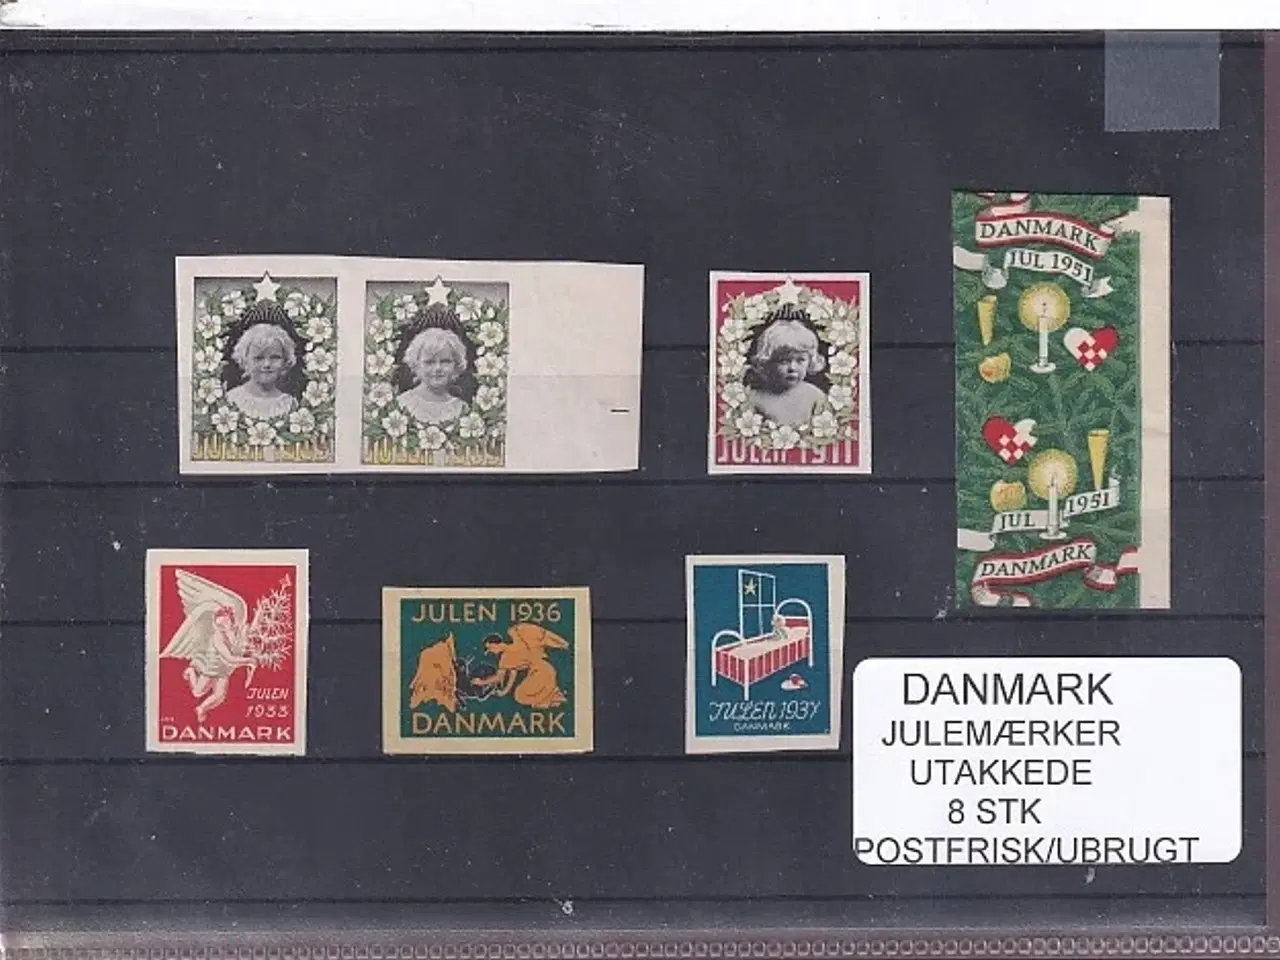 JULEN 1911
DANMARK
JUL 1951
JUL 1951
DANMARK
JULEN
1933
DANMARK
JULEN 1936
DANMARK
JULEN 1937
DANMARK
DANMARK
JULEMÆRKER
UTAKKEDE
8 STK
POSTFRISK/UBRUGT